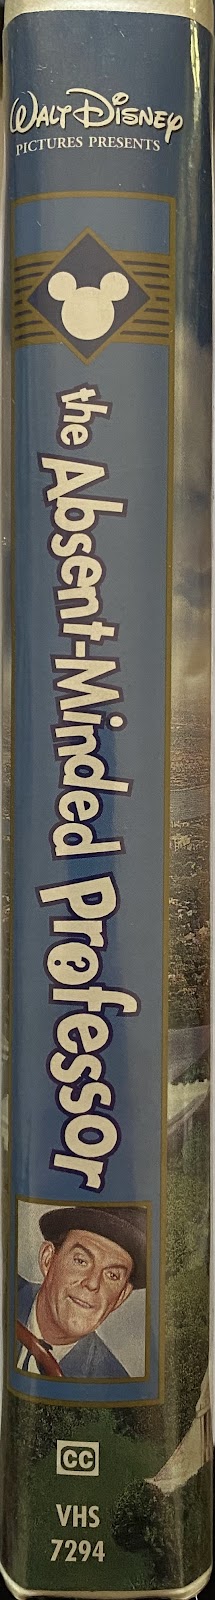 Walt Disney
PICTURES PRESENTS
the Absent-Minded Professor
CC
VHS
7294